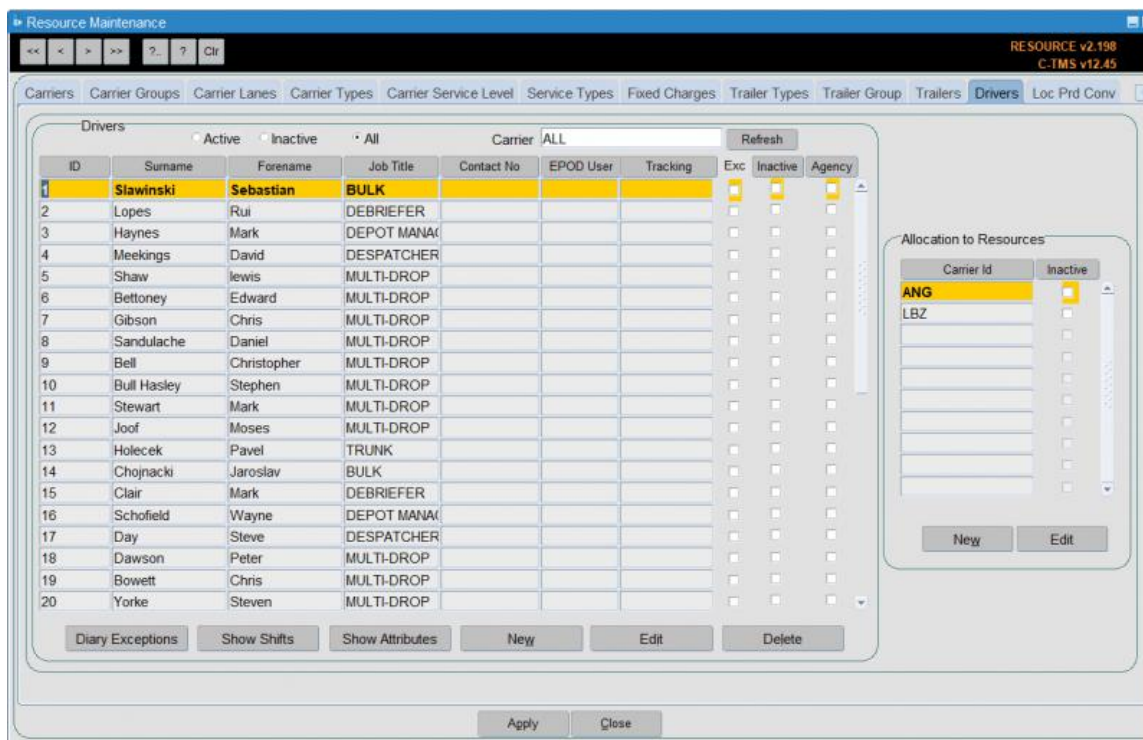 Resource Maintenance
<< < > >> ?.. ? Clr
RESOURCE v2.198
C-TMS v12.45
Carriers Carrier Groups Carrier Lanes Carrier Types Carrier Service Level Service Types Fixed Charges Trailer Types Trailer Group Trailers Drivers Loc Prd Conv
Drivers
Active Inactive All Carrier ALL Refresh
ID Surname Forename Job Title Contact No EPOD User Tracking Exc Inactive Agency
1 Slawinski Sebastian BULK
2 Lopes Rui DEBRIEFER
3 Haynes Mark DEPOT MANA
4 Meekings David DESPATCHER
5 Shaw lewis MULTI-DROP
6 Bettoney Edward MULTI-DROP
7 Gibson Chris MULTI-DROP
8 Sandulache Daniel MULTI-DROP
9 Bell Christopher MULTI-DROP
10 Bull Hasley Stephen MULTI-DROP
11 Stewart Mark MULTI-DROP
12 Joof Moses MULTI-DROP
13 Holecek Pavel TRUNK
14 Chojnacki Jaroslav BULK
15 Clair Mark DEBRIEFER
16 Schofield Wayne DEPOT MANA
17 Day Steve DESPATCHER
18 Dawson Peter MULTI-DROP
19 Bowett Chris MULTI-DROP
20 Yorke Steven MULTI-DROP
Diary Exceptions Show Shifts Show Attributes New Edit Delete
Allocation to Resources
Carrier Id Inactive
ANG
LBZ
New Edit
Apply Close